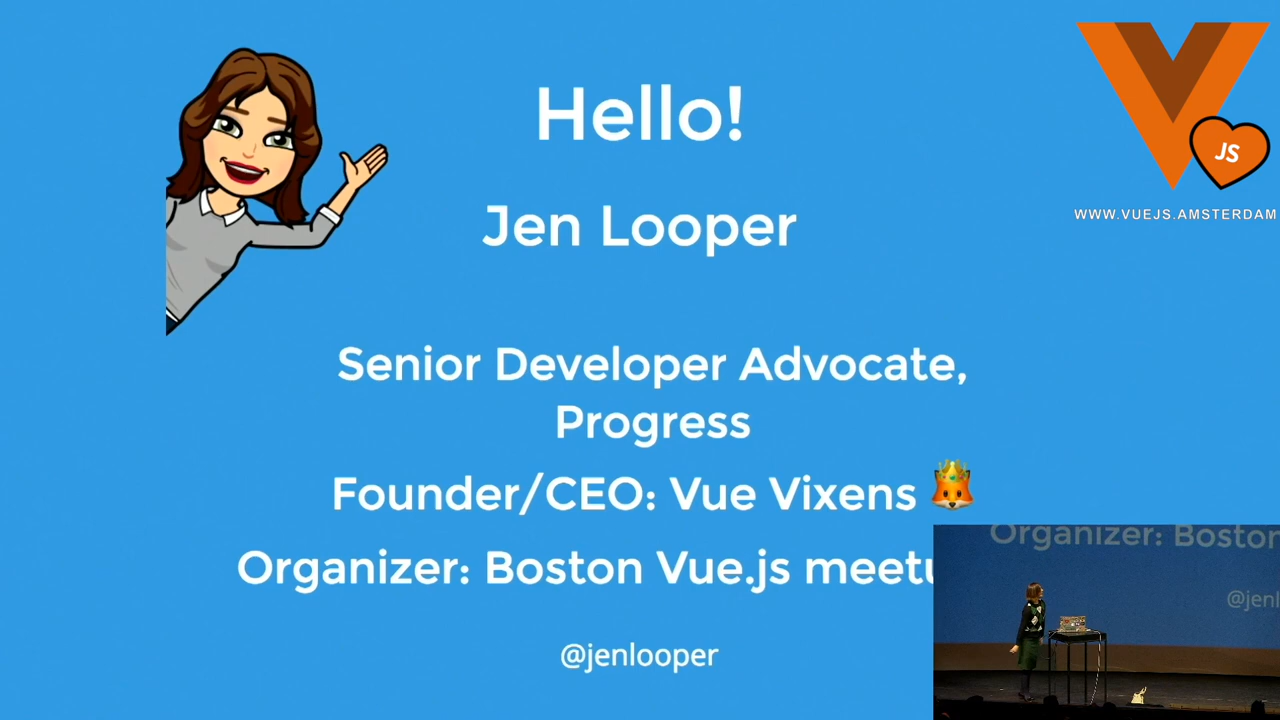 Hello!
JS
WWW.VUEJS.AMSTERDAM
Jen Looper
Senior Developer Advocate,
Progress
Founder/CEO: Vue Vixens
Organizer: Boston Vue.js meetu
@jenlooper
Organizer: Boston
@jenl